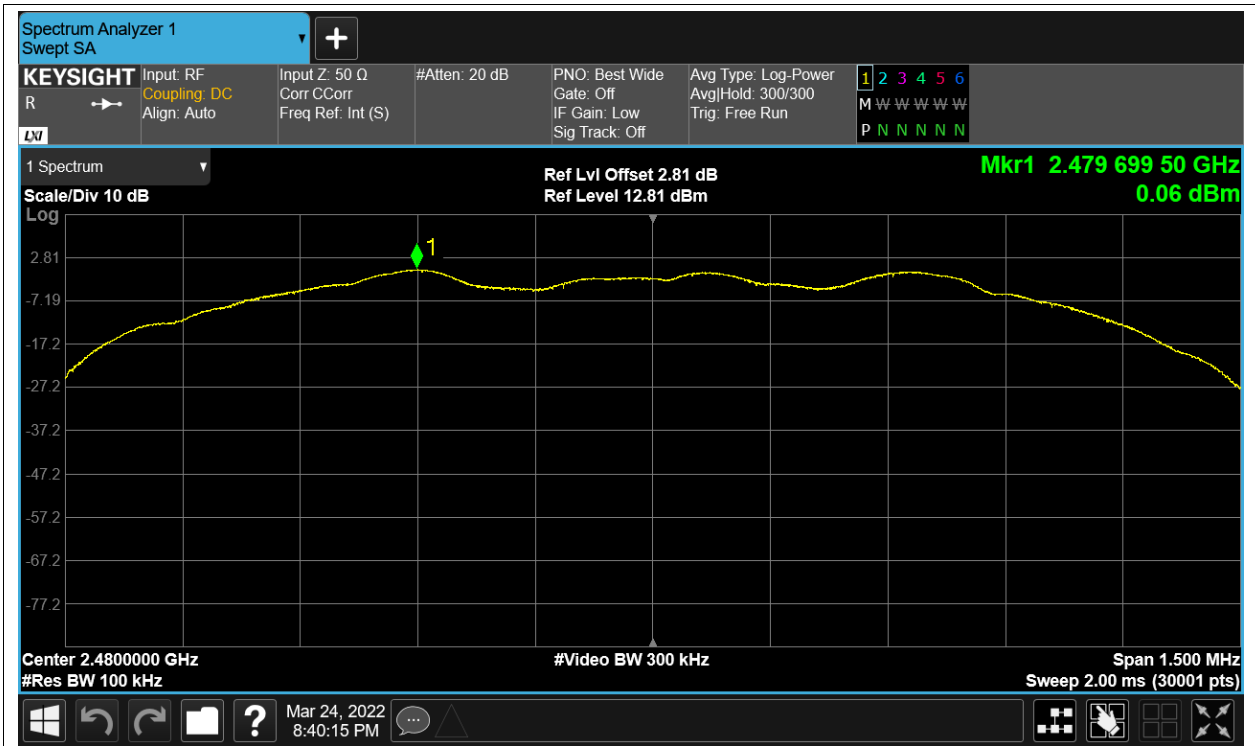 Spectrum Analyzer 1
Swept SA
▼
+
KEYSIGHT
R
LXI
Input: RF
Coupling: DC
Align: Auto
Input Z: 50 Ω
Corr CCorr
Freq Ref: Int (S)
#Atten: 20 dB
PNO: Best Wide
Gate: Off
IF Gain: Low
Sig Track: Off
Avg Type: Log-Power
Avg|Hold: 300/300
Trig: Free Run
1 2 3 4 5 6
M W W W W W
P N N N N N
1 Spectrum ▼
Scale/Div 10 dB
Ref Lvl Offset 2.81 dB
Ref Level 12.81 dBm
Mkr1 2.479 699 50 GHz
0.06 dBm
Log
1
2.81
-7.19
-17.2
-27.2
-37.2
-47.2
-57.2
-67.2
-77.2
Center 2.4800000 GHz
#Res BW 100 kHz
#Video BW 300 kHz
Span 1.500 MHz
Sweep 2.00 ms (30001 pts)
?
Mar 24, 2022
8:40:15 PM